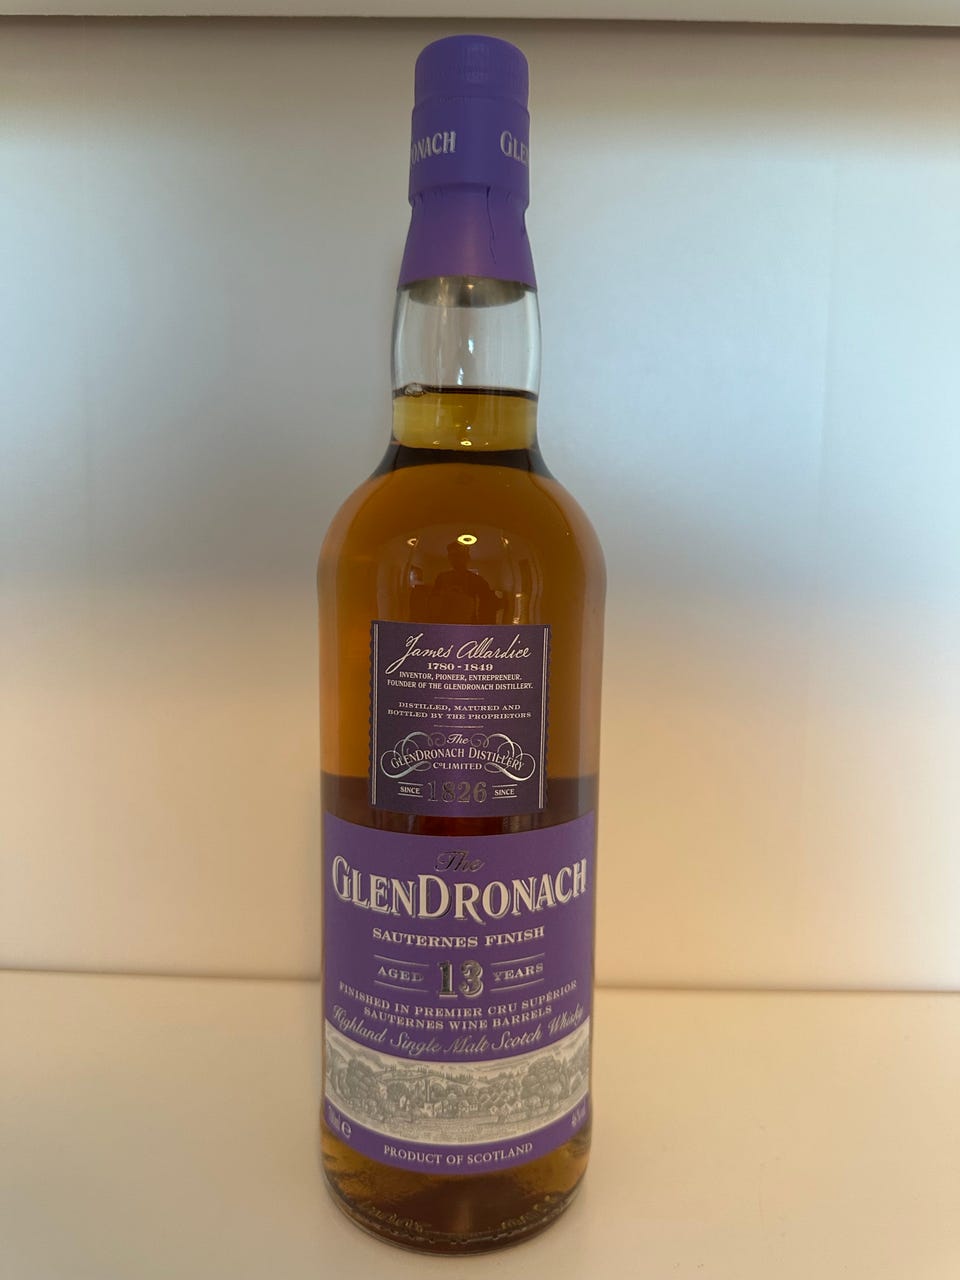 ONACH GLE
James Allardice
1780 - 1849
INVENTOR, PIONEER, ENTREPRENEUR.
FOUNDER OF THE GLENDRONACH DISTILLERY.
DISTILLED, MATURED AND
BOTTLED BY THE PROPRIETORS
The
GLENDRONACH DISTILLERY
Co LIMITED
SINCE 1826 SINCE
The
GLENDRONACH
SAUTERNES FINISH
AGED 13 YEARS
FINISHED IN PREMIER CRU SUPÉRIOR
SAUTERNES WINE BARRELS
Highland Single Malt Scotch Whisky
PRODUCT OF SCOTLAND